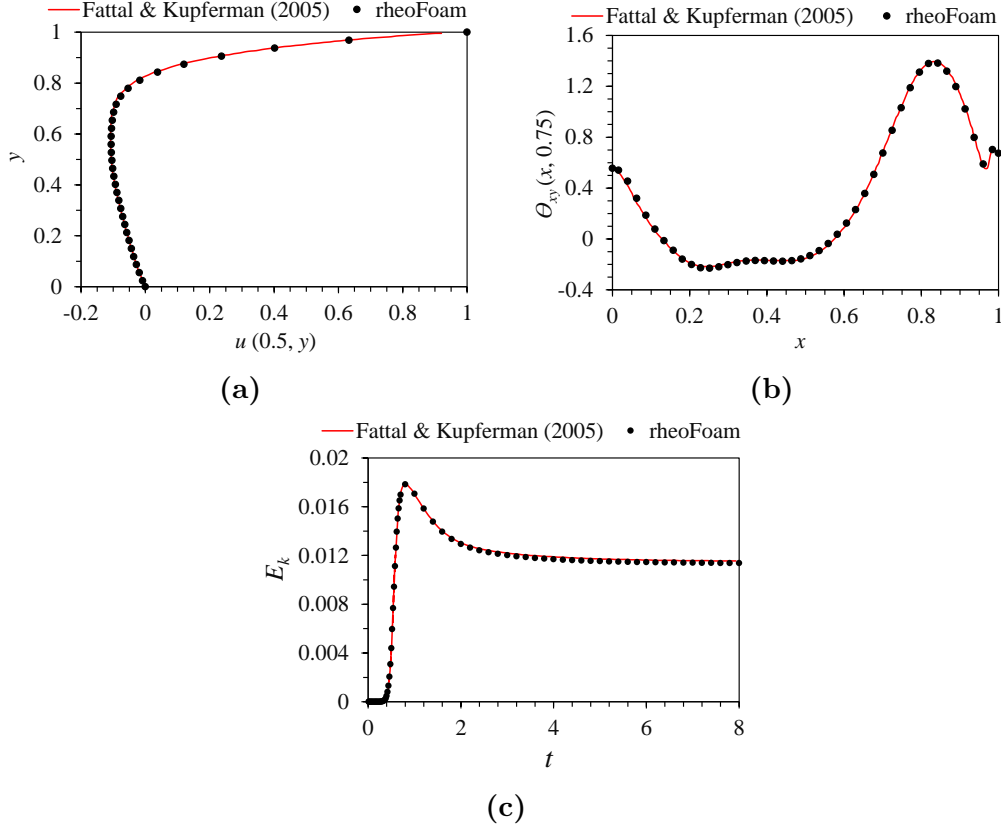 Fattal & Kupferman (2005) rheoFoam
1
0.8
0.6
0.4
0.2
0
y
-0.2 0 0.2 0.4 0.6 0.8 1
u (0.5, y)
(a)
Fattal & Kupferman (2005) rheoFoam
1.6
1.2
0.8
0.4
0
-0.4
Θxy (x, 0.75)
0 0.2 0.4 0.6 0.8 1
x
(b)
Fattal & Kupferman (2005) rheoFoam
0.02
0.016
0.012
0.008
0.004
0
Ek
0 2 4 6 8
t
(c)